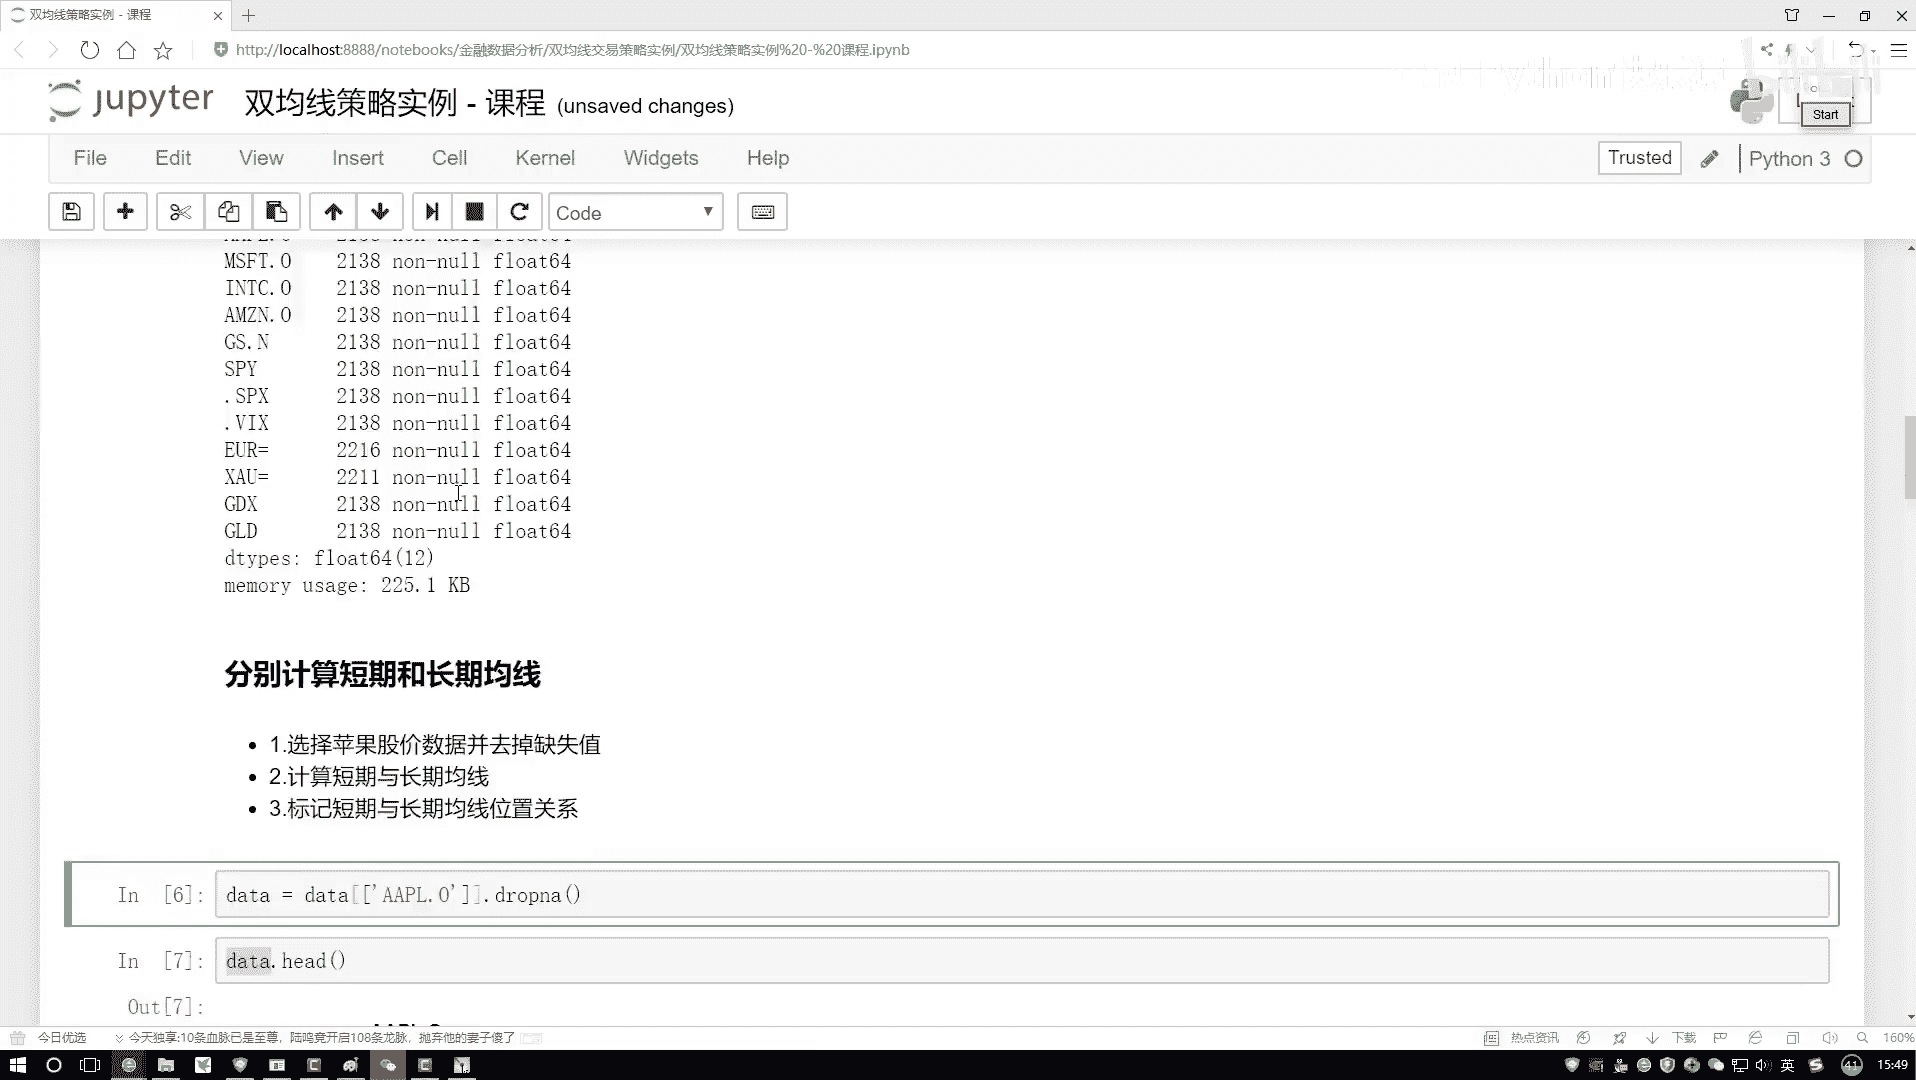 双均线策略实例 - 课程
http://localhost:8888/notebooks/金融数据分析/双均线交易策略实例/双均线策略实例%20-%20课程.ipynb
jupyter 双均线策略实例 - 课程 (unsaved changes)
Start
File Edit View Insert Cell Kernel Widgets Help
Trusted Python 3
Code
MSFT.O 2138 non-null float64
INTC.O 2138 non-null float64
AMZN.O 2138 non-null float64
GS.N 2138 non-null float64
SPY 2138 non-null float64
.SPX 2138 non-null float64
.VIX 2138 non-null float64
EUR= 2216 non-null float64
XAU= 2211 non-null float64
GDX 2138 non-null float64
GLD 2138 non-null float64
dtypes: float64(12)
memory usage: 225.1 KB
分别计算短期和长期均线
1.选择苹果股价数据并去掉缺失值
2.计算短期与长期均线
3.标记短期与长期均线位置关系
In [6]: data = data[['AAPL.O']].dropna()
In [7]: data.head()
Out[7]:
今日优选 今天独享:10条血脉已是至尊，陆鸣竟开启108条龙脉，抛弃他的妻子傻了 热点资讯 下载 160%
英 41 15:49